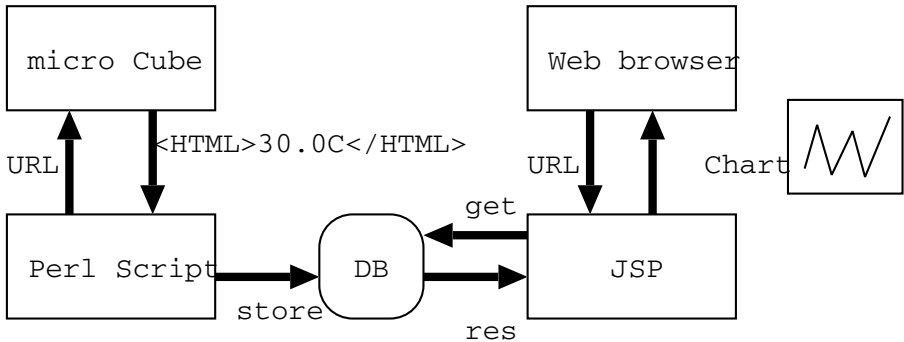 micro Cube
Web browser
<HTML>30.0C</HTML>
URL
URL
Chart
get
Perl Script
DB
JSP
store
res